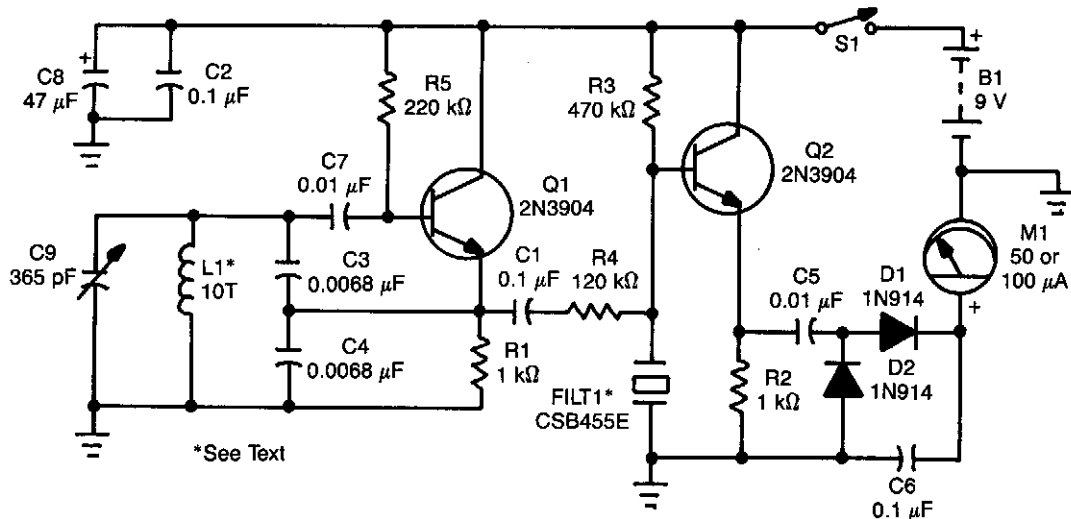 C8
47 µF
+
C2
0.1 µF
R5
220 kΩ
R3
470 kΩ
S1
+
B1
9 V
C7
0.01 µF
Q1
2N3904
Q2
2N3904
C9
365 pF
L1*
10T
C3
0.0068 µF
C4
0.0068 µF
C1
0.1 µF
R4
120 kΩ
R1
1 kΩ
FILT1*
CSB455E
R2
1 kΩ
C5
0.01 µF
D1
1N914
D2
1N914
M1
50 or
100 µA
+
C6
0.1 µF
*See Text